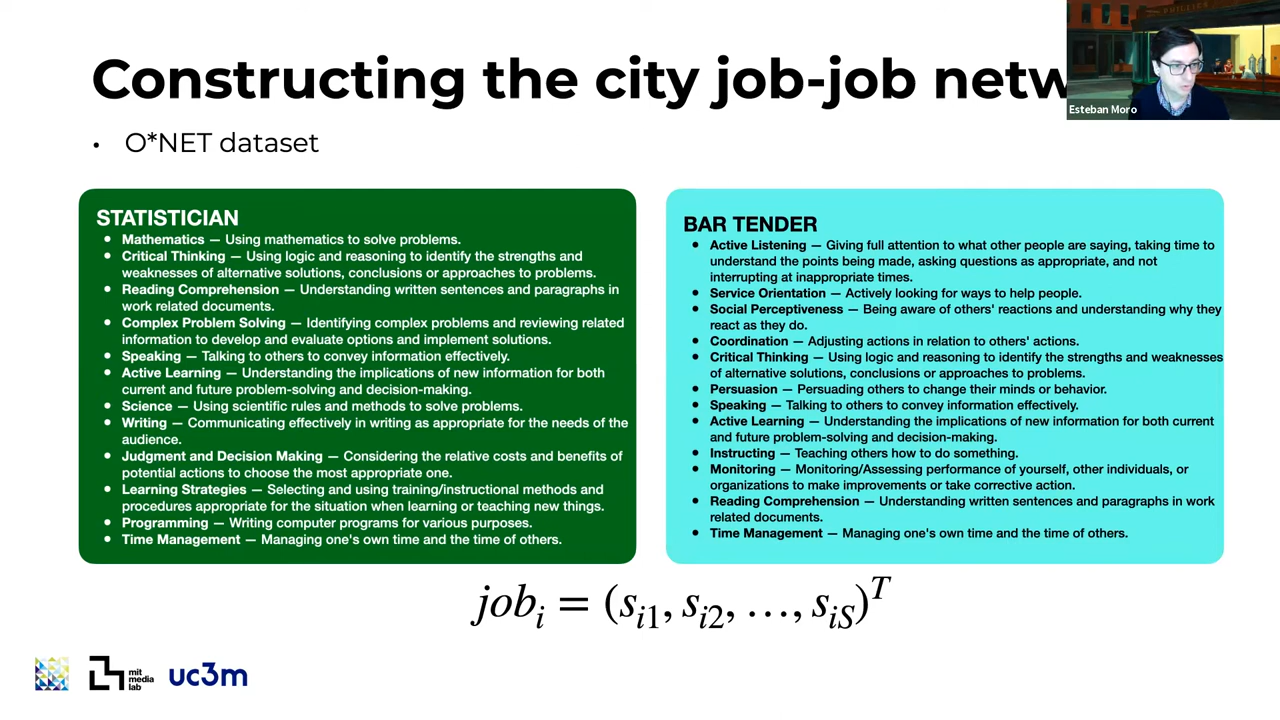 Constructing the city job-job netw
Esteban Moro
• O*NET dataset
STATISTICIAN
• Mathematics — Using mathematics to solve problems.
• Critical Thinking — Using logic and reasoning to identify the strengths and
weaknesses of alternative solutions, conclusions or approaches to problems.
• Reading Comprehension — Understanding written sentences and paragraphs in
work related documents.
• Complex Problem Solving — Identifying complex problems and reviewing related
information to develop and evaluate options and implement solutions.
• Speaking — Talking to others to convey information effectively.
• Active Learning — Understanding the implications of new information for both
current and future problem-solving and decision-making.
• Science — Using scientific rules and methods to solve problems.
• Writing — Communicating effectively in writing as appropriate for the needs of the
audience.
• Judgment and Decision Making — Considering the relative costs and benefits of
potential actions to choose the most appropriate one.
• Learning Strategies — Selecting and using training/instructional methods and
procedures appropriate for the situation when learning or teaching new things.
• Programming — Writing computer programs for various purposes.
• Time Management — Managing one's own time and the time of others.
BAR TENDER
• Active Listening — Giving full attention to what other people are saying, taking time to
understand the points being made, asking questions as appropriate, and not
interrupting at inappropriate times.
• Service Orientation — Actively looking for ways to help people.
• Social Perceptiveness — Being aware of others' reactions and understanding why they
react as they do.
• Coordination — Adjusting actions in relation to others' actions.
• Critical Thinking — Using logic and reasoning to identify the strengths and weaknesses
of alternative solutions, conclusions or approaches to problems.
• Persuasion — Persuading others to change their minds or behavior.
• Speaking — Talking to others to convey information effectively.
• Active Learning — Understanding the implications of new information for both current
and future problem-solving and decision-making.
• Instructing — Teaching others how to do something.
• Monitoring — Monitoring/Assessing performance of yourself, other individuals, or
organizations to make improvements or take corrective action.
• Reading Comprehension — Understanding written sentences and paragraphs in work
related documents.
• Time Management — Managing one's own time and the time of others.
job_i = (s_{i1}, s_{i2}, …, s_{iS})^T
mit
media
lab
uc3m